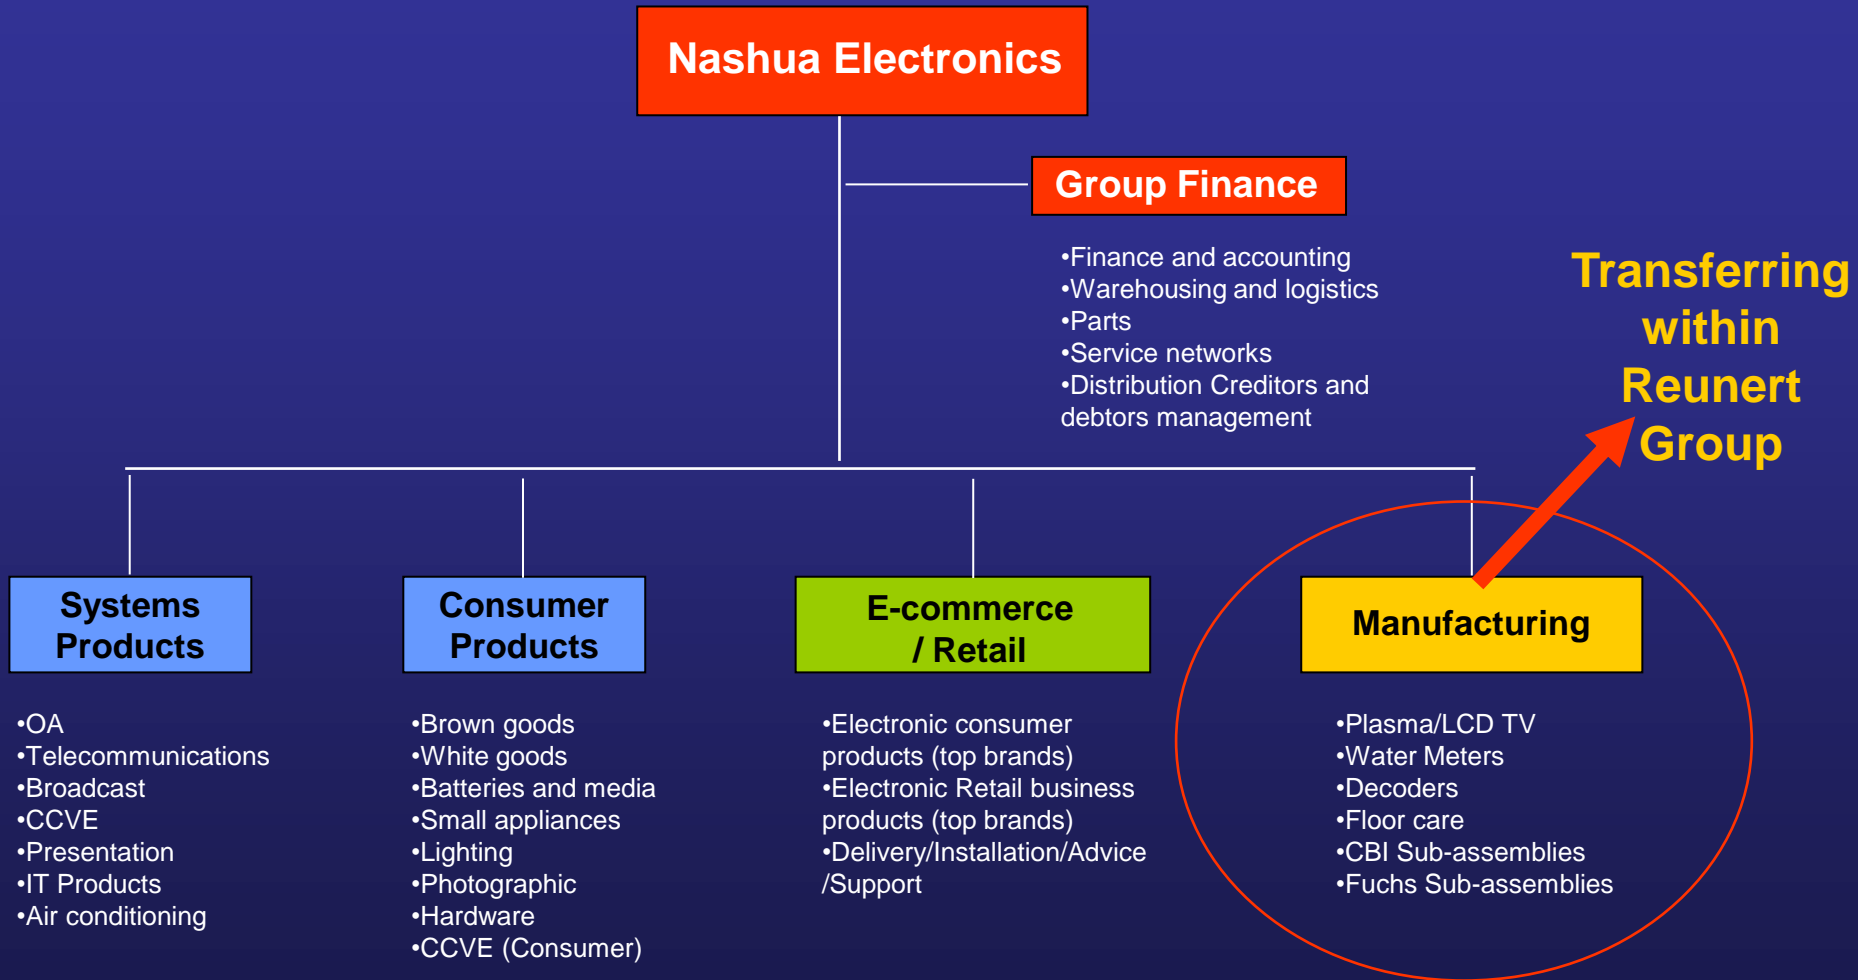 Nashua Electronics
Group Finance
•Finance and accounting
•Warehousing and logistics
•Parts
•Service networks
•Distribution Creditors and
debtors management
Transferring
within
Reunert
Group
Systems
Products
•OA
•Telecommunications
•Broadcast
•CCVE
•Presentation
•IT Products
•Air conditioning
Consumer
Products
•Brown goods
•White goods
•Batteries and media
•Small appliances
•Lighting
•Photographic
•Hardware
•CCVE (Consumer)
E-commerce
/ Retail
•Electronic consumer
products (top brands)
•Electronic Retail business
products (top brands)
•Delivery/Installation/Advice
/Support
Manufacturing
•Plasma/LCD TV
•Water Meters
•Decoders
•Floor care
•CBI Sub-assemblies
•Fuchs Sub-assemblies